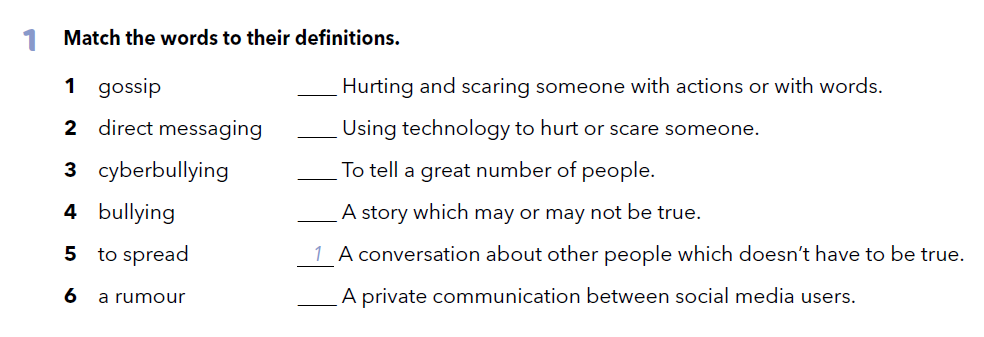 1 Match the words to their definitions.
1 gossip ____ Hurting and scaring someone with actions or with words.
2 direct messaging ____ Using technology to hurt or scare someone.
3 cyberbullying ____ To tell a great number of people.
4 bullying ____ A story which may or may not be true.
5 to spread 1 A conversation about other people which doesn’t have to be true.
6 a rumour ____ A private communication between social media users.